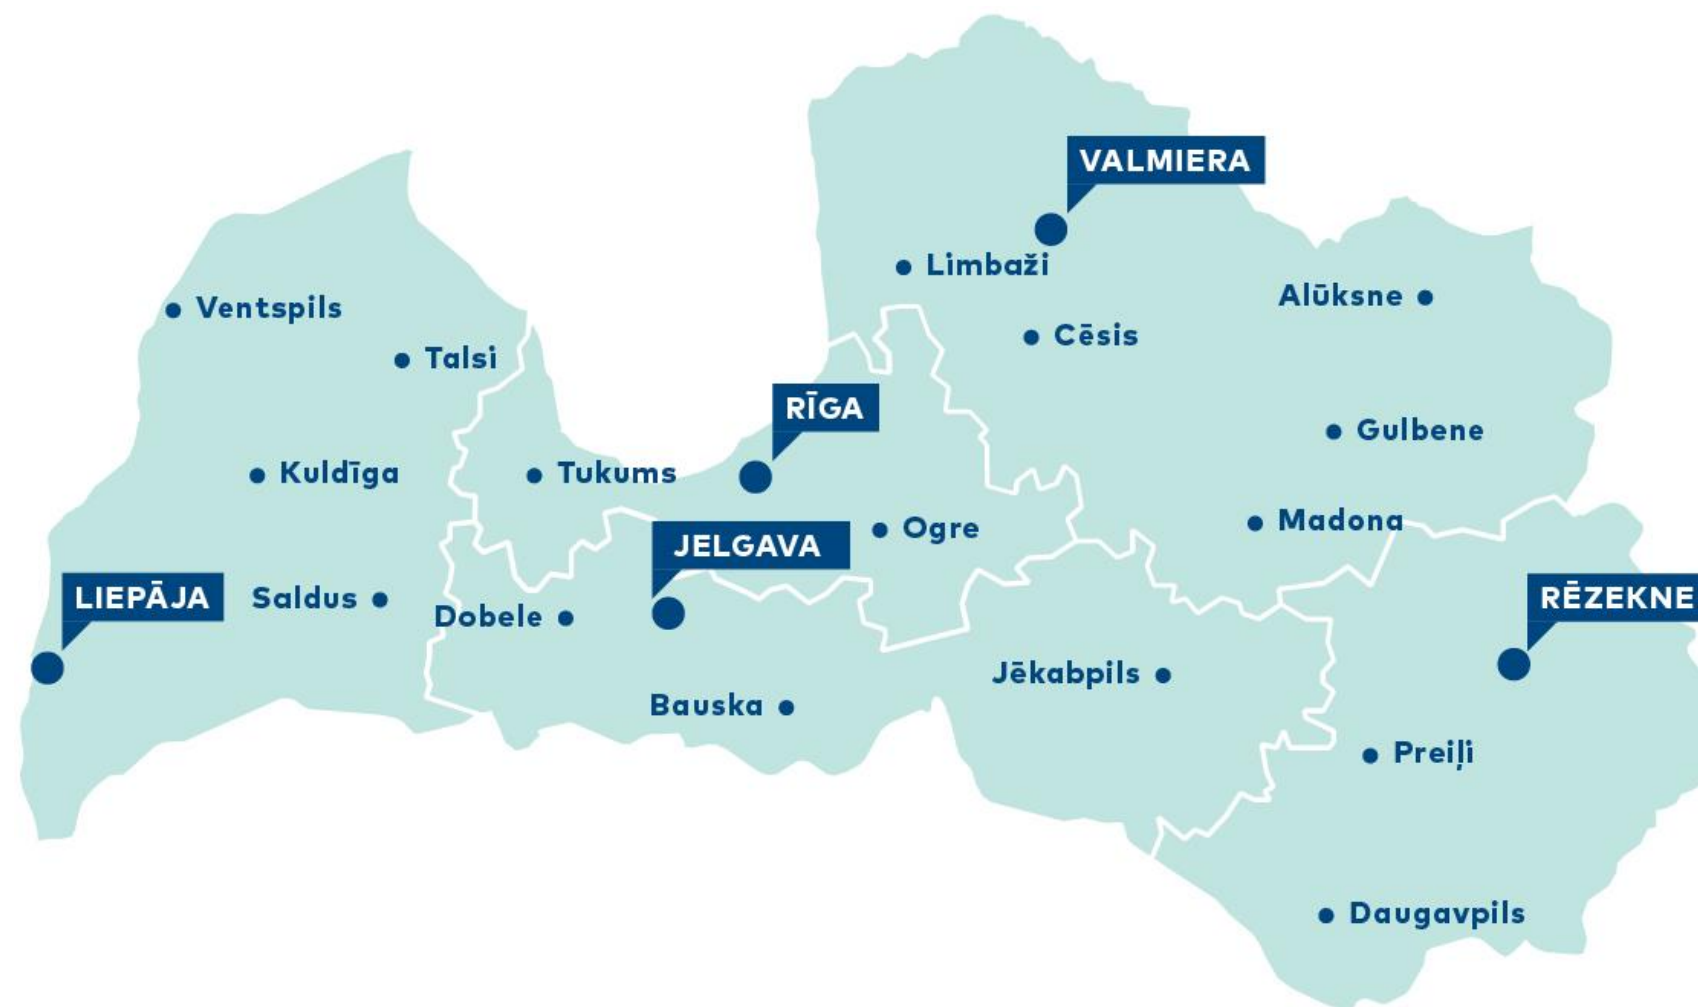 VALMIERA
Limbaži
Alūksne
Ventspils
Cēsis
Talsi
RĪGA
Gulbene
Kuldīga
Tukums
Madona
Ogre
JELGAVA
LIEPĀJA
Saldus
RĒZEKNE
Dobele
Jēkabpils
Bauska
Preiļi
Daugavpils